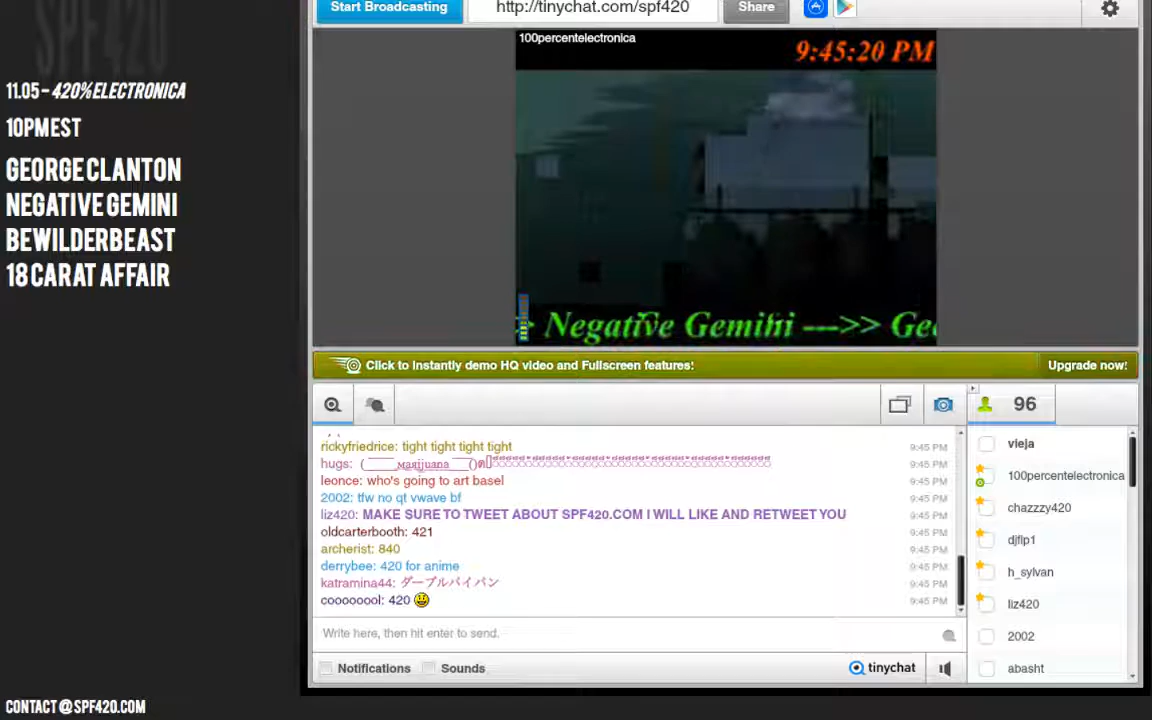 SPF420
11.05 – 420%ELECTRONICA
10PM EST
GEORGE CLANTON
NEGATIVE GEMINI
BEWILDERBEAST
18 CARAT AFFAIR
CONTACT@SPF420.COM
Start Broadcasting
http://tinychat.com/spf420
Share
100percentelectronica
9:45:20 PM
Negative Gemini --->> Geo
Click to instantly demo HQ video and Fullscreen features!
Upgrade now!
96
rickyfriedrice: tight tight tight tight 9:45 PM
hugs: 9:45 PM
leonce: who's going to art basel 9:45 PM
2002: tfw no qt vwave bf 9:45 PM
liz420: MAKE SURE TO TWEET ABOUT SPF420.COM I WILL LIKE AND RETWEET YOU 9:45 PM
oldcarterbooth: 421 9:45 PM
archerist: 840 9:45 PM
derrybee: 420 for anime 9:45 PM
katramina44: ダーブルバイバン 9:45 PM
coooooool: 420 9:45 PM
Write here, then hit enter to send.
Notifications
Sounds
tinychat
vieja
100percentelectronica
chazzzy420
djflp1
h_sylvan
liz420
2002
abasht